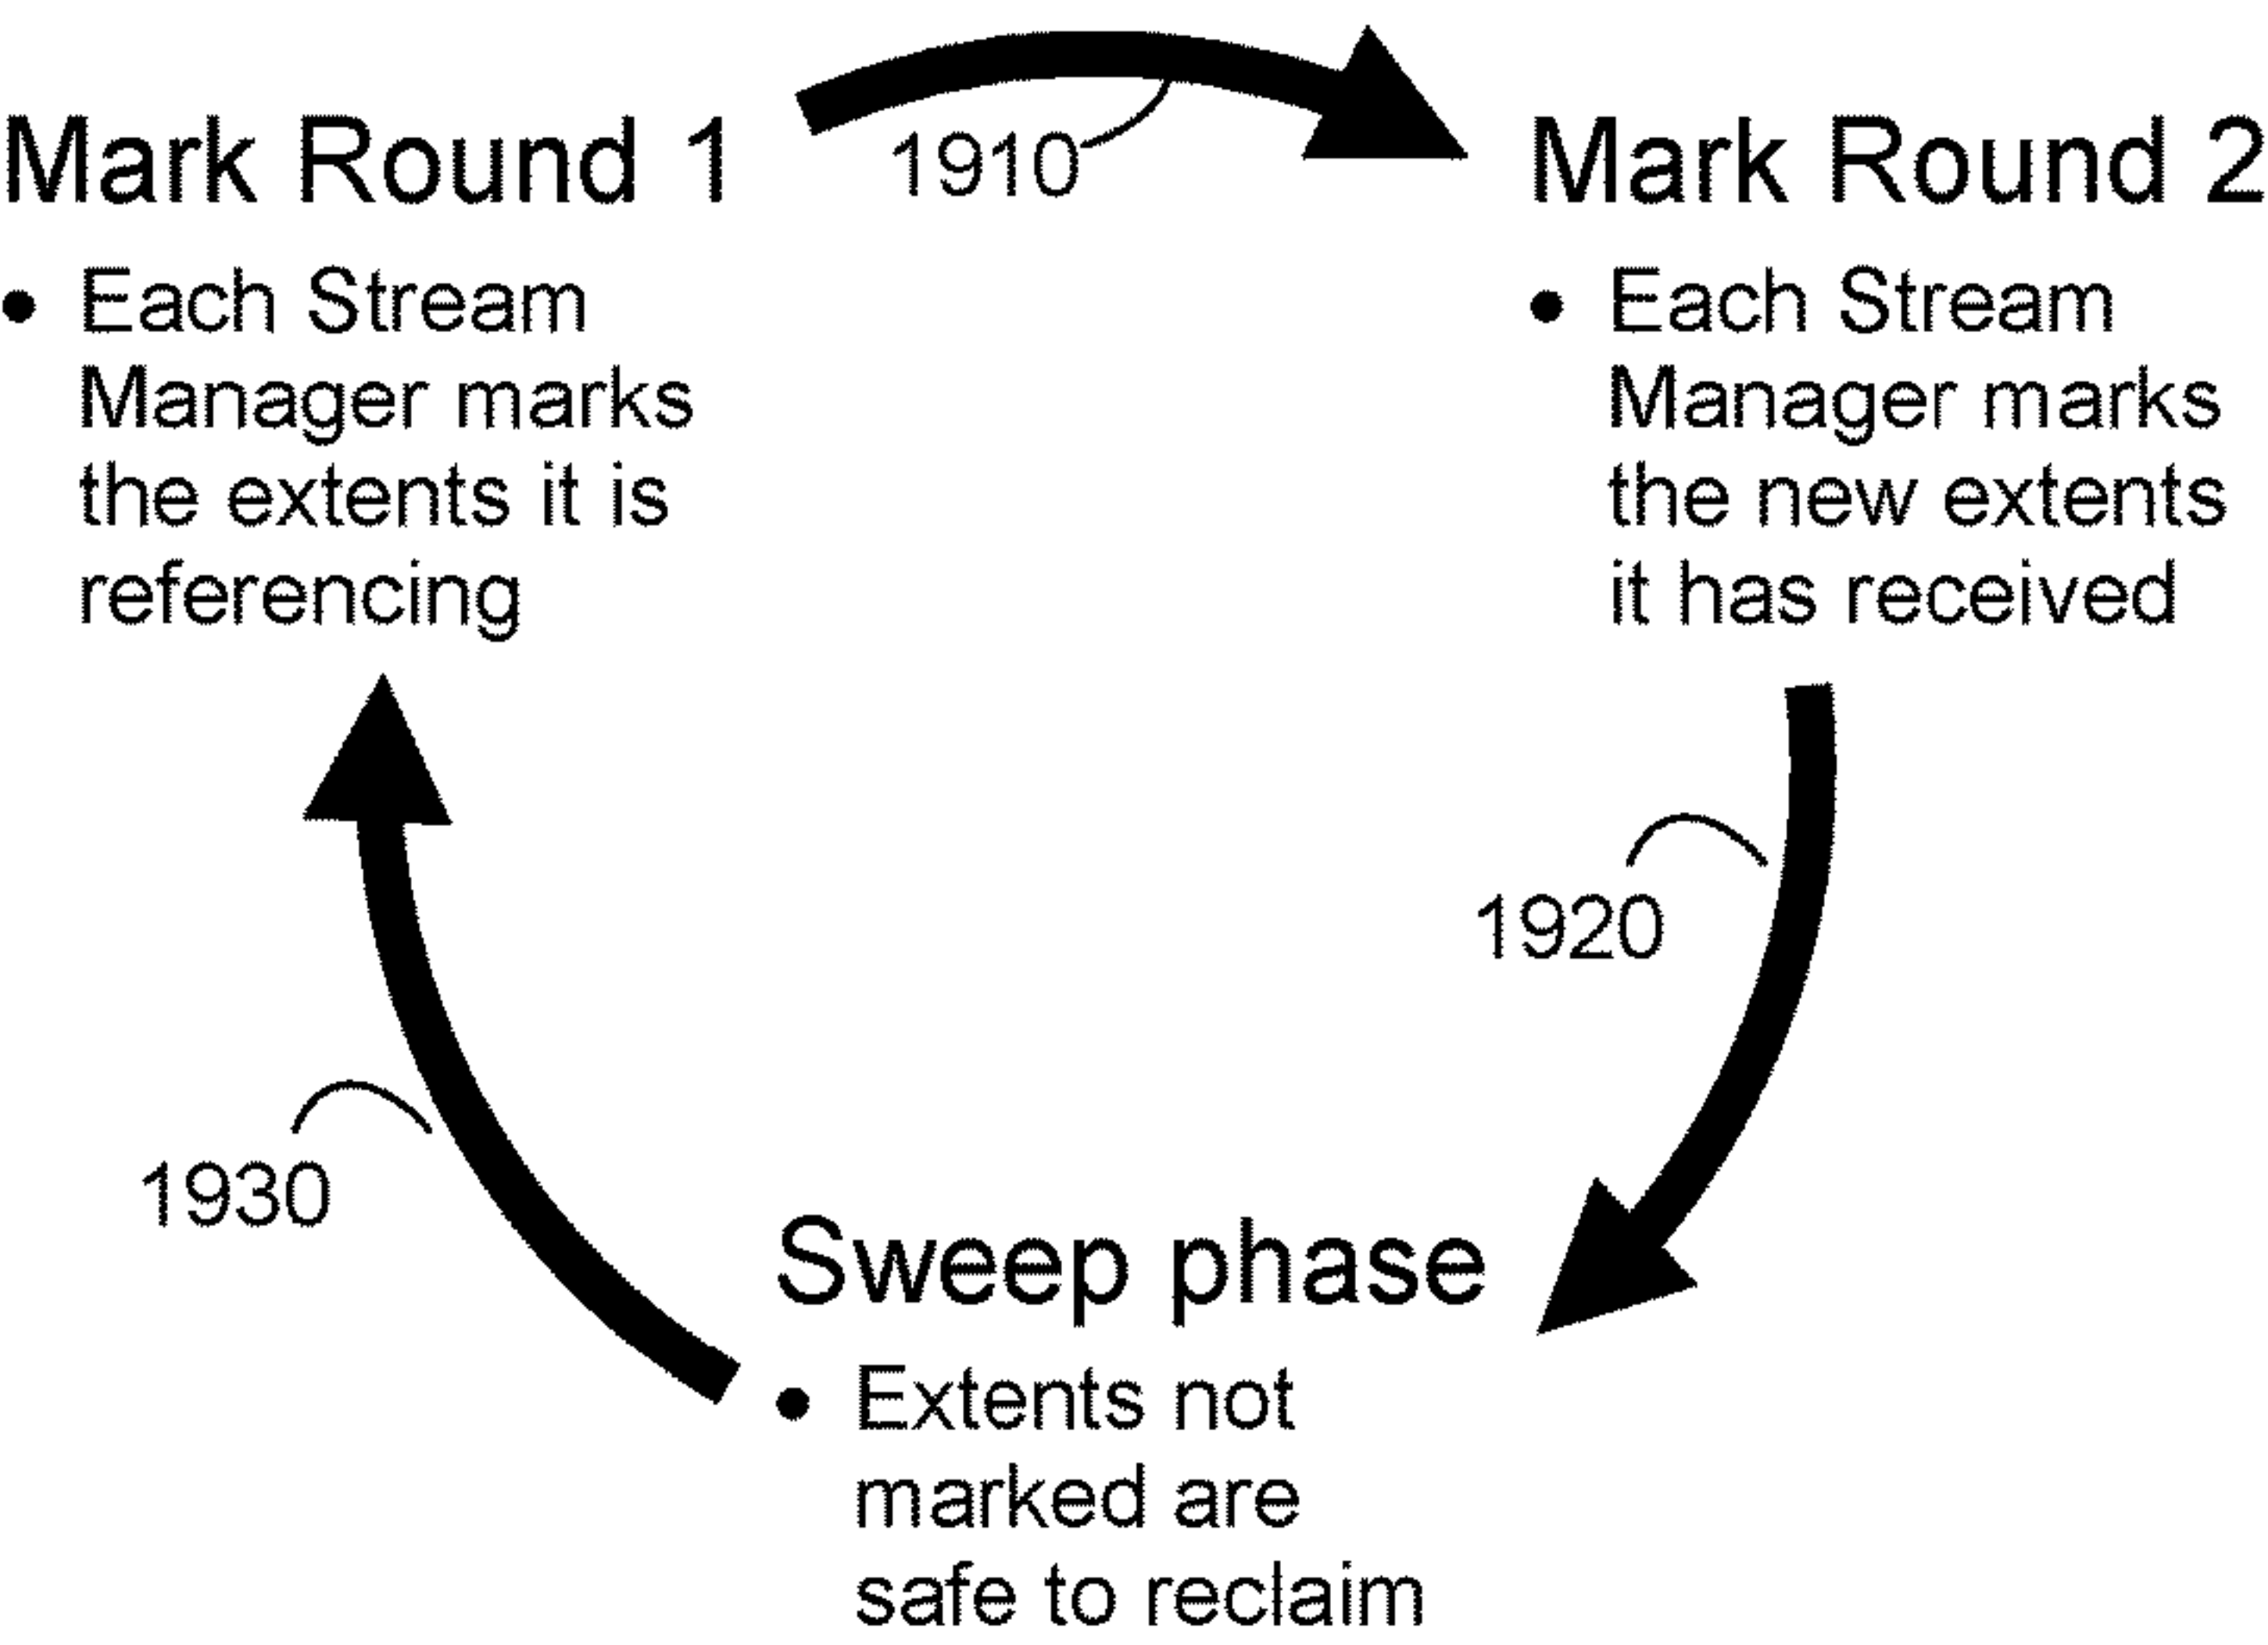 Mark Round 1
• Each Stream
Manager marks
the extents it is
referencing
1910
Mark Round 2
• Each Stream
Manager marks
the new extents
it has received
1920
Sweep phase
• Extents not
marked are
safe to reclaim
1930